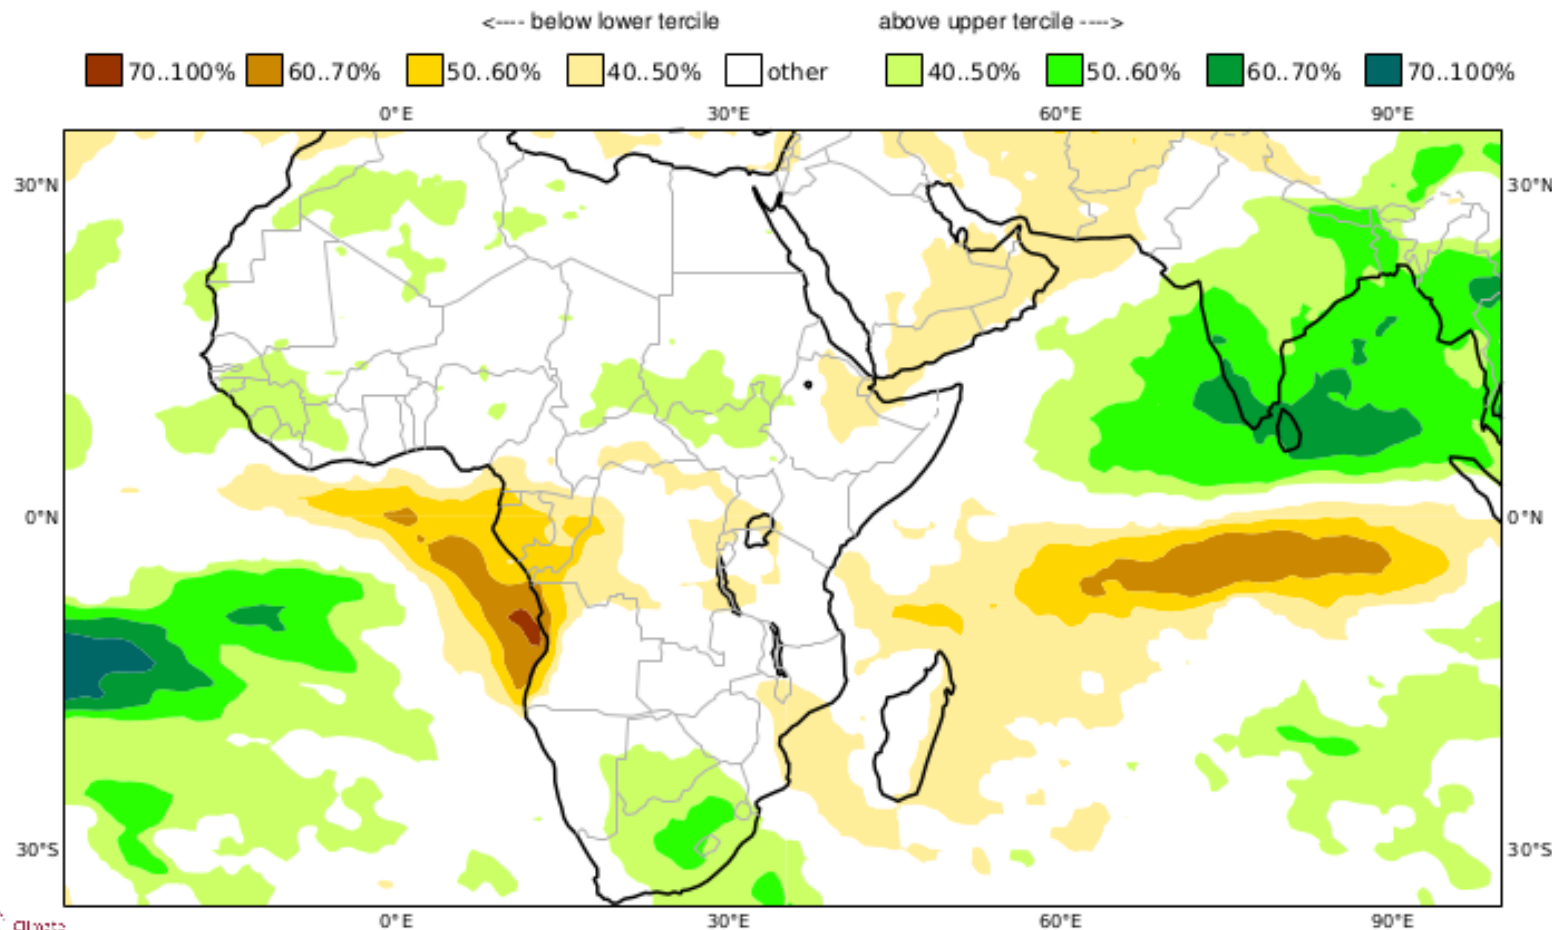 <---- below lower tercile above upper tercile ---->
70..100% 60..70% 50..60% 40..50% other 40..50% 50..60% 60..70% 70..100%
0°E 30°E 60°E 90°E
30°N 30°N
0°N 0°N
30°S 30°S
0°E 30°E 60°E 90°E